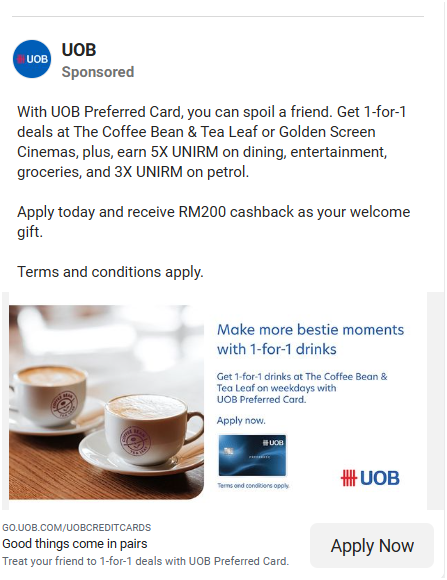 UOB
UOB
Sponsored
With UOB Preferred Card, you can spoil a friend. Get 1-for-1
deals at The Coffee Bean & Tea Leaf or Golden Screen
Cinemas, plus, earn 5X UNIRM on dining, entertainment,
groceries, and 3X UNIRM on petrol.
Apply today and receive RM200 cashback as your welcome
gift.
Terms and conditions apply.
Make more bestie moments
with 1-for-1 drinks
Get 1-for-1 drinks at The Coffee Bean &
Tea Leaf on weekdays with
UOB Preferred Card.
Apply now.
UOB
PREFERRED
Terms and conditions apply.
UOB
GO.UOB.COM/UOBCREDITCARDS
Good things come in pairs
Treat your friend to 1-for-1 deals with UOB Preferred Card.
Apply Now